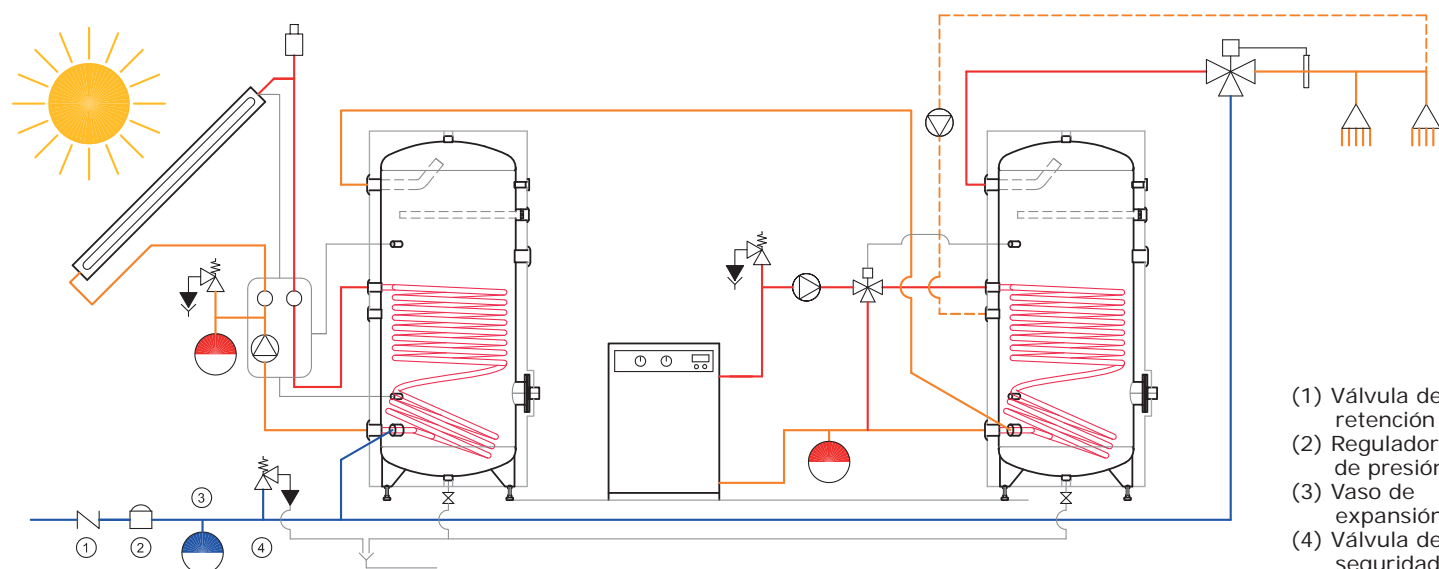 (1) Válvula de
retención
(2) Regulador
de presión
(3) Vaso de
expansión
(4) Válvula de
seguridad
3
1
2
4